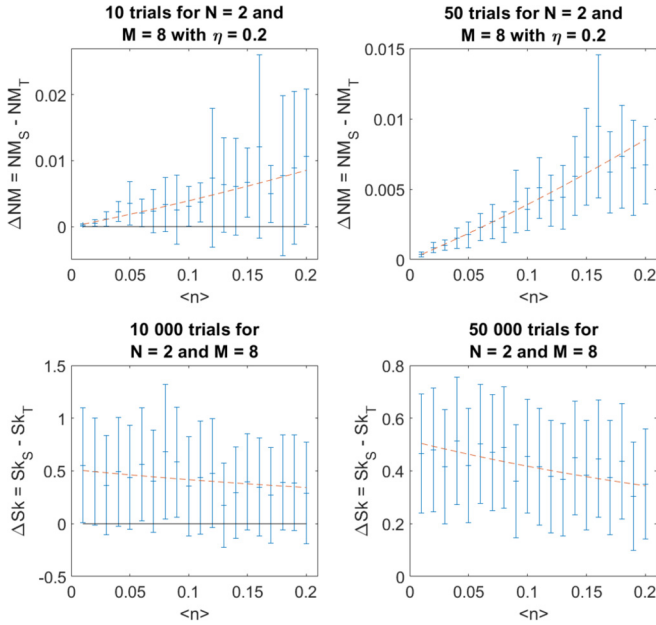 10 trials for N = 2 and
M = 8 with η = 0.2
ΔNM = NM_S - NM_T
0.02
0.01
0
0 0.05 0.1 0.15 0.2
<n>
50 trials for N = 2 and
M = 8 with η = 0.2
ΔNM = NM_S - NM_T
0.015
0.01
0.005
0
0 0.05 0.1 0.15 0.2
<n>
10 000 trials for
N = 2 and M = 8
ΔSk = Sk_S - Sk_T
1.5
1
0.5
0
-0.5
0 0.05 0.1 0.15 0.2
<n>
50 000 trials for
N = 2 and M = 8
ΔSk = Sk_S - Sk_T
0.8
0.6
0.4
0.2
0
0 0.05 0.1 0.15 0.2
<n>